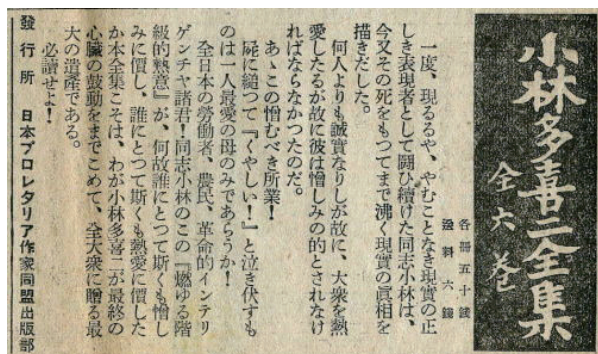 小林多喜二全集
全六卷
各册五十錢
送料六錢
一度、現るるや、やむことなき現實の正
しき表現者として鬪ひ續けた同志小林は、
今又その死をもつてまで沸く現實の眞相を
描きだした。
何人よりも誠實なりしが故に、大衆を熱
愛したるが故に彼は憎しみの的とされなけ
ればならなかつたのだ。
あゝこの憎むべき所業!
屍に縋つて『くやしい!』と泣き伏すも
のは一人最愛の母のみであらうか!
全日本の勞働者、農民、革命的インテリ
ゲンチヤ諸君!同志小林のこの『燃ゆる階
級的熱意』が、何故誰にとつて斯くも憎し
みに價し、誰にとつて斯くも熱愛に價した
か本全集こそは、わが小林多喜二が最終の
心臟の鼓動をまでこめて、全大衆に贈る最
大の遺產である。
必讀せよ!
發行所 日本プロレタリア作家同盟出版部